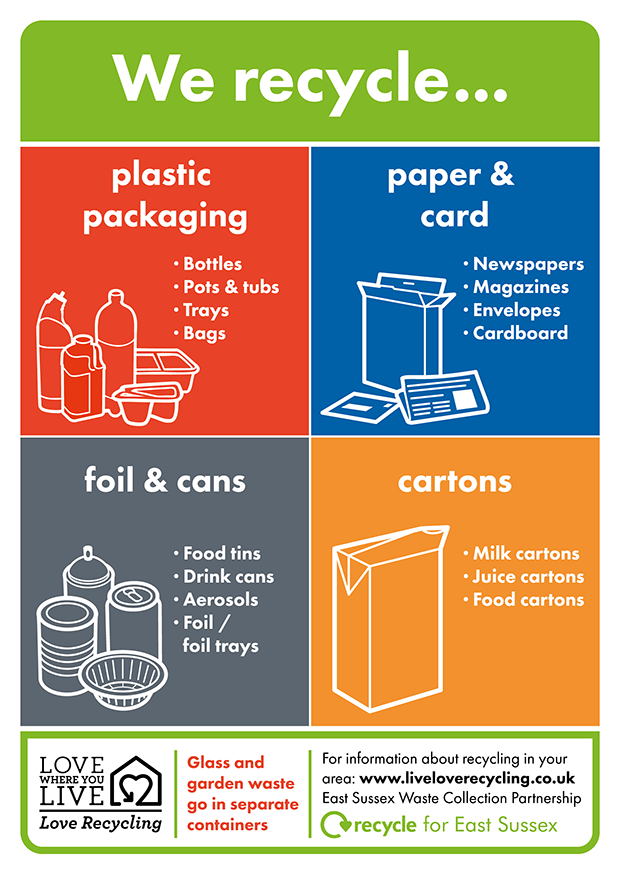 We recycle...
plastic
packaging
• Bottles
• Pots & tubs
• Trays
• Bags
paper &
card
• Newspapers
• Magazines
• Envelopes
• Cardboard
foil & cans
• Food tins
• Drink cans
• Aerosols
• Foil /
foil trays
cartons
• Milk cartons
• Juice cartons
• Food cartons
LOVE
WHERE YOU
LIVE
Love Recycling
Glass and
garden waste
go in separate
containers
For information about recycling in your
area: www.liveloverecycling.co.uk
East Sussex Waste Collection Partnership
recycle for East Sussex